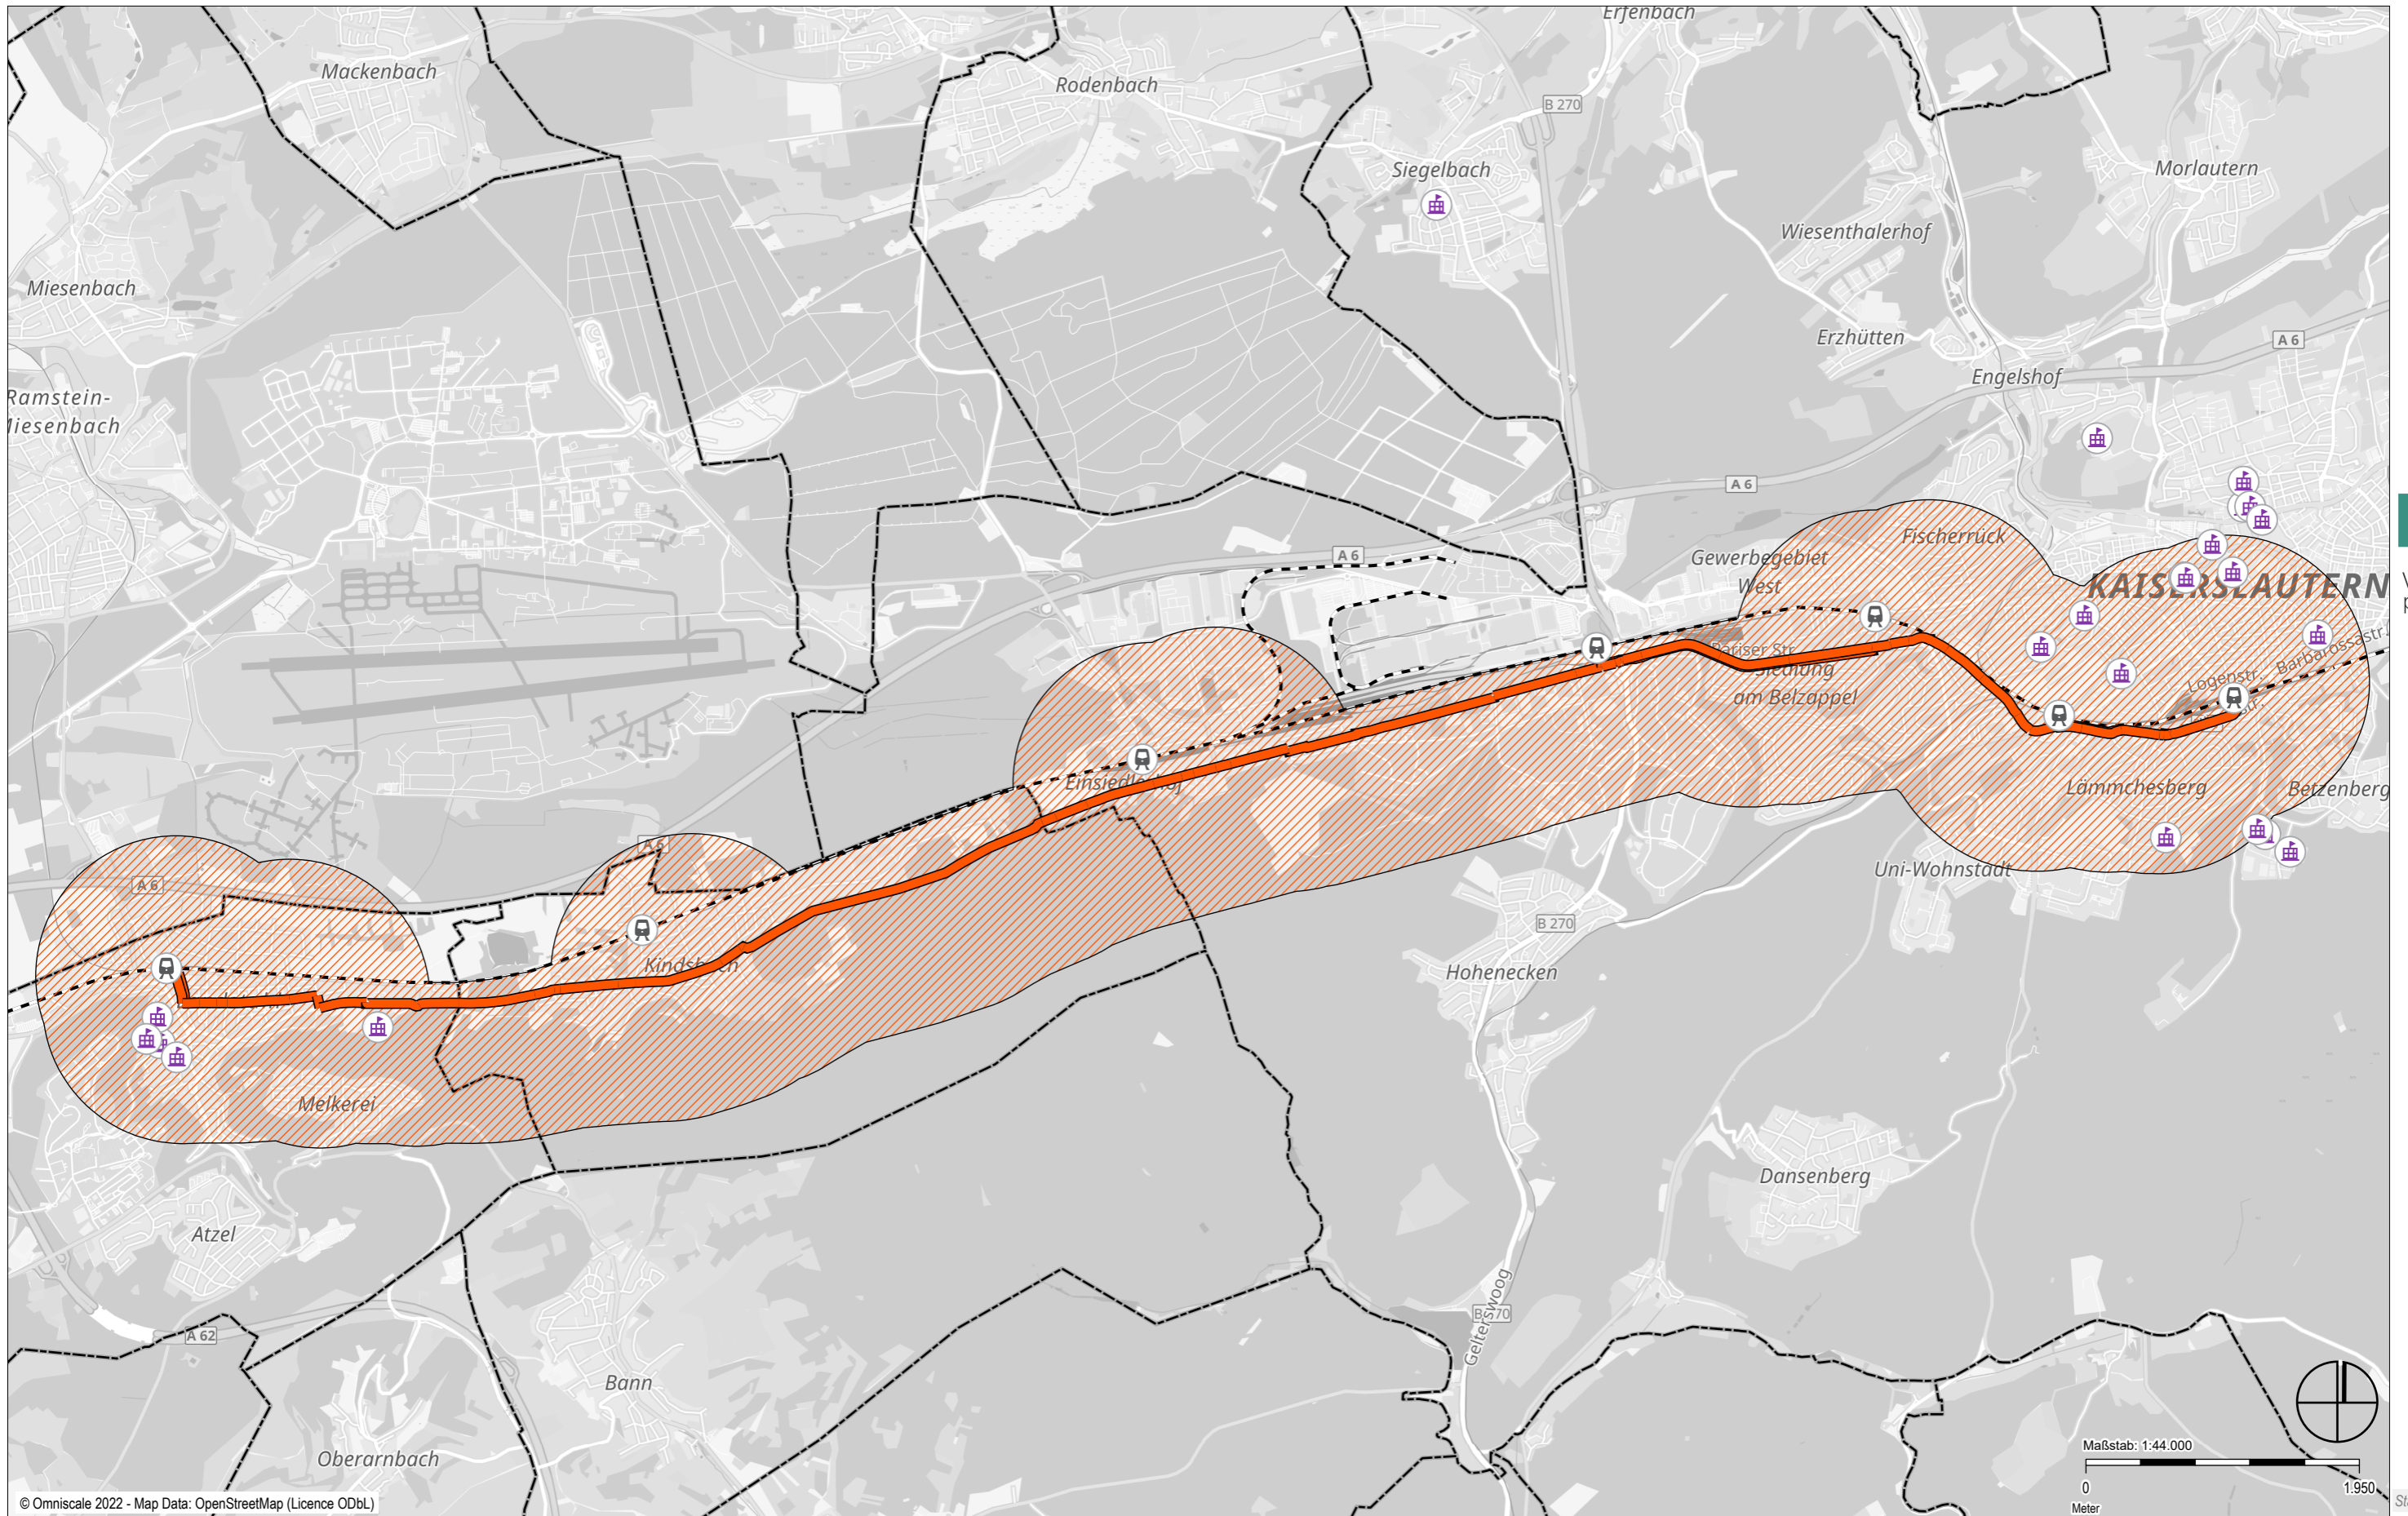 Erfenbach
Mackenbach
Rodenbach
B 270
Siegelbach
Morlautern
Wiesenthalerhof
Miesenbach
Erzhütten
A 6
Engelshof
Ramstein-
Miesenbach
A 6
Fischerrück
A 6
Gewerbegebiet
West
KAISERSLAUTERN
Barbarossastr.
Pariser Str.
Siedlung
am Belzappel
Logenstr.
Einsiedlerhof
Lämmchesberg
Betzenberg
A 6
Uni-Wohnstadt
A 6
B 270
Kindsbach
Hohenecken
Melkerei
Dansenberg
Atzel
Gelterswoog
B 270
A 62
Bann
Oberarnbach
Maßstab: 1:44.000
0
1.950
Meter
© Omniscale 2022 - Map Data: OpenStreetMap (Licence ODbL)